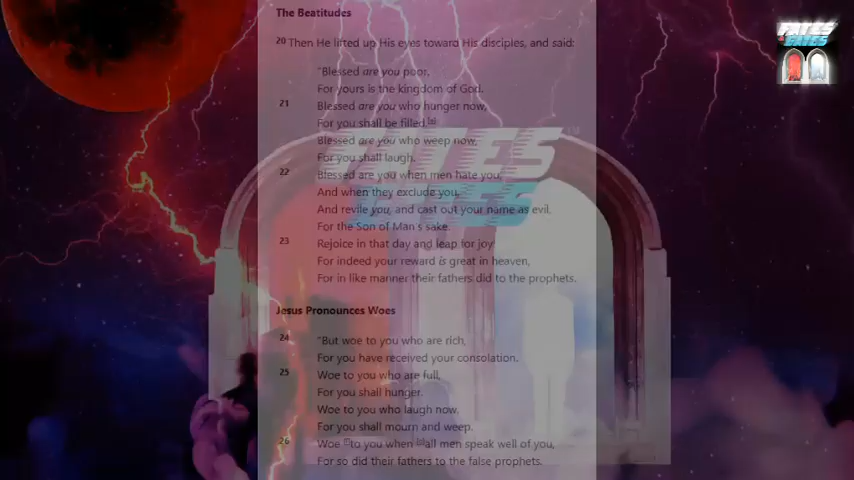 The Beatitudes
20 Then He lifted up His eyes toward His disciples, and said:
"Blessed are you poor,
For yours is the kingdom of God.
21 Blessed are you who hunger now,
For you shall be filled.[a]
Blessed are you who weep now,
For you shall laugh.
22 Blessed are you when men hate you,
And when they exclude you,
And revile you, and cast out your name as evil,
For the Son of Man's sake.
23 Rejoice in that day and leap for joy!
For indeed your reward is great in heaven,
For in like manner their fathers did to the prophets.
Jesus Pronounces Woes
24 "But woe to you who are rich,
For you have received your consolation.
25 Woe to you who are full,
For you shall hunger.
Woe to you who laugh now,
For you shall mourn and weep.
26 Woe to you when all men speak well of you,
For so did their fathers to the false prophets.
FATES
GATES
FATES